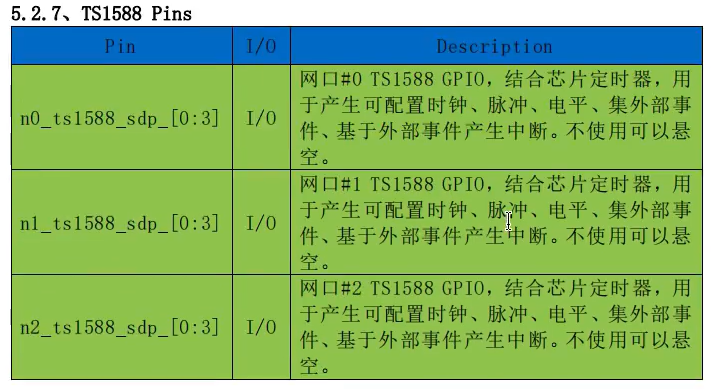 5.2.7、TS1588 Pins
Pin I/O Description
n0_ts1588_sdp_[0:3] I/O
网口#0 TS1588 GPIO，结合芯片定时器，用
于产生可配置时钟、脉冲、电平、集外部事
件、基于外部事件产生中断。不使用可以悬
空。
n1_ts1588_sdp_[0:3] I/O
网口#1 TS1588 GPIO，结合芯片定时器，用
于产生可配置时钟、脉冲、电平、集外部事
件、基于外部事件产生中断。不使用可以悬
空。
n2_ts1588_sdp_[0:3] I/O
网口#2 TS1588 GPIO，结合芯片定时器，用
于产生可配置时钟、脉冲、电平、集外部事
件、基于外部事件产生中断。不使用可以悬
空。